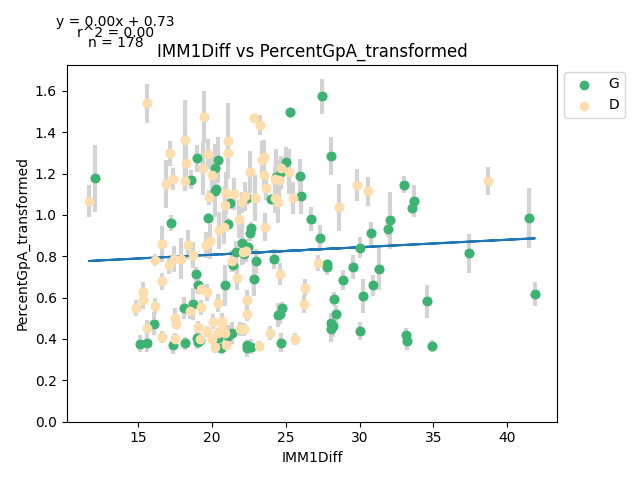 y = 0.00x + 0.73
r^2 = 0.00
n = 178
IMM1Diff vs PercentGpA_transformed
G
D
1.6
1.4
1.2
1.0
0.8
0.6
0.4
0.2
0.0
PercentGpA_transformed
15 20 25 30 35 40
IMM1Diff